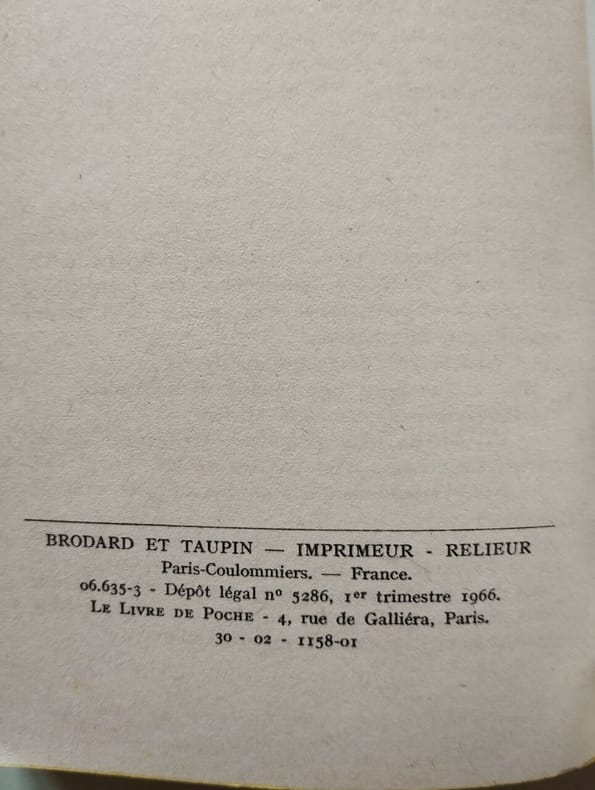 BRODARD ET TAUPIN — IMPRIMEUR - RELIEUR
Paris-Coulommiers. — France.
06.635-3 - Dépôt légal nº 5286, 1er trimestre 1966.
LE LIVRE DE POCHE - 4, rue de Galliéra, Paris.
30 - 02 - 1158-01